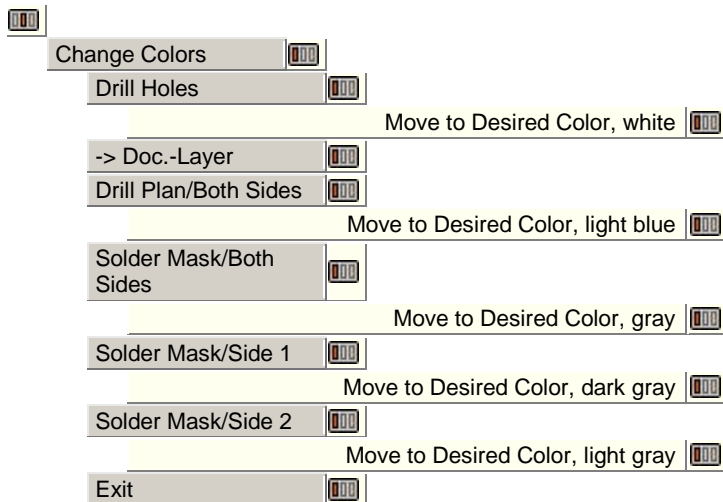 Change Colors
Drill Holes
Move to Desired Color, white
-> Doc.-Layer
Drill Plan/Both Sides
Move to Desired Color, light blue
Solder Mask/Both
Sides
Move to Desired Color, gray
Solder Mask/Side 1
Move to Desired Color, dark gray
Solder Mask/Side 2
Move to Desired Color, light gray
Exit